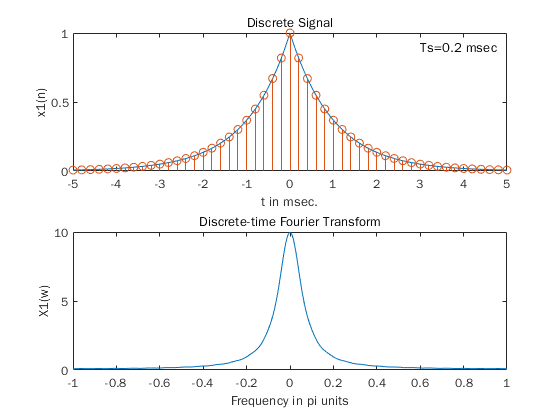 Discrete Signal
Ts=0.2 msec
x1(n)
1
0.5
0
-5 -4 -3 -2 -1 0 1 2 3 4 5
t in msec.
Discrete-time Fourier Transform
X1(w)
10
5
0
-1 -0.8 -0.6 -0.4 -0.2 0 0.2 0.4 0.6 0.8 1
Frequency in pi units